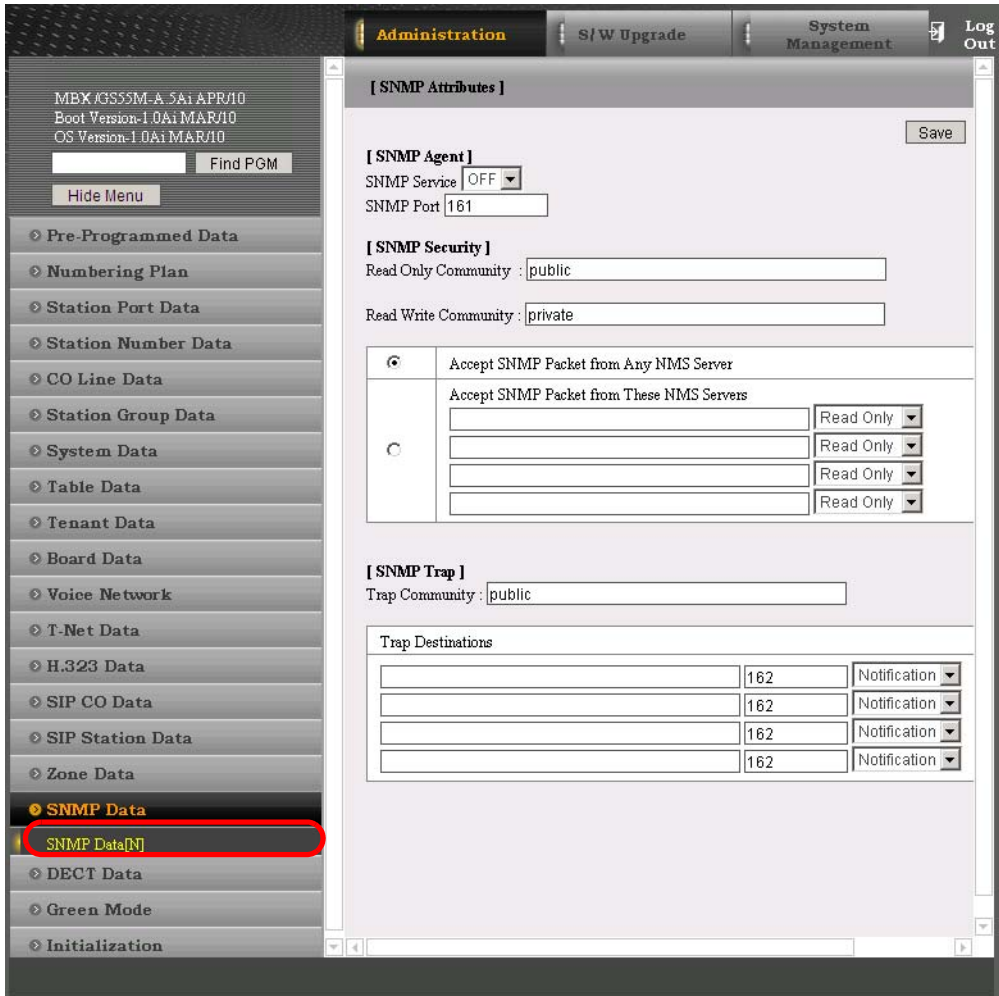 Administration
S/W Upgrade
System
Management
Log
Out
MBX /GS55M-A.5Ai APR/10
Boot Version-1.0Ai MAR/10
OS Version-1.0Ai MAR/10
Find PGM
Hide Menu
Pre-Programmed Data
Numbering Plan
Station Port Data
Station Number Data
CO Line Data
Station Group Data
System Data
Table Data
Tenant Data
Board Data
Voice Network
T-Net Data
H.323 Data
SIP CO Data
SIP Station Data
Zone Data
SNMP Data
SNMP Data[N]
DECT Data
Green Mode
Initialization
[ SNMP Attributes ]
Save
[ SNMP Agent ]
SNMP Service OFF
SNMP Port 161
[ SNMP Security ]
Read Only Community : public
Read Write Community : private
Accept SNMP Packet from Any NMS Server
Accept SNMP Packet from These NMS Servers
Read Only
Read Only
Read Only
Read Only
[ SNMP Trap ]
Trap Community : public
Trap Destinations
162 Notification
162 Notification
162 Notification
162 Notification